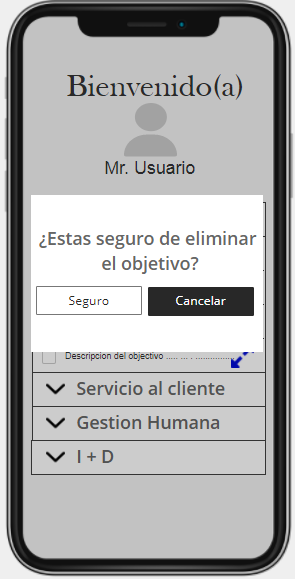 Bienvenido(a)
Mr. Usuario
¿Estas seguro de eliminar
el objetivo?
Seguro
Cancelar
Descripcion del objetivo ..... ... . ...............
Servicio al cliente
Gestion Humana
I + D